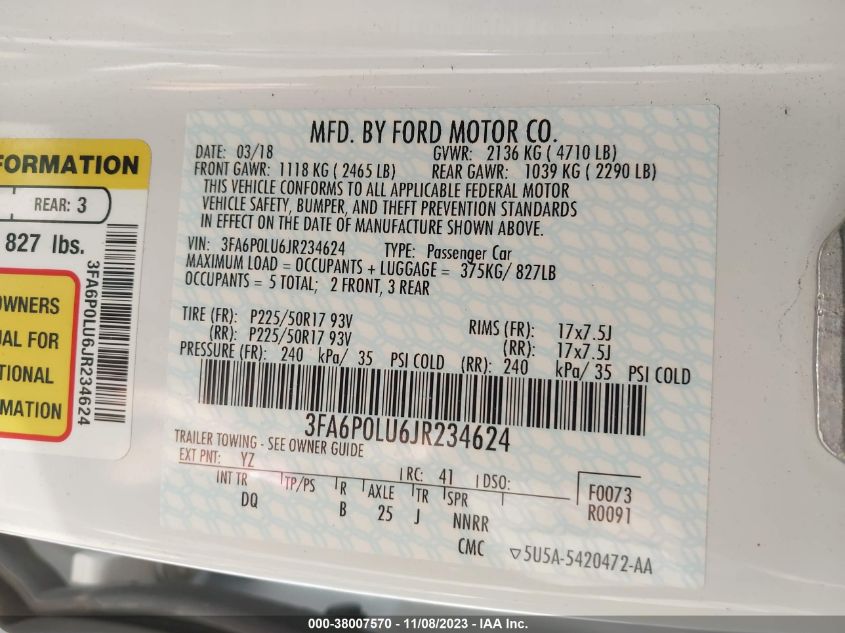 FORMATION
REAR: 3
827 lbs.
OWNERS
UAL FOR
TIONAL
RMATION
3FA6P0LU6JR234624
MFD. BY FORD MOTOR CO.
DATE: 03/18 GVWR: 2136 KG ( 4710 LB)
FRONT GAWR: 1118 KG ( 2465 LB) REAR GAWR: 1039 KG ( 2290 LB)
THIS VEHICLE CONFORMS TO ALL APPLICABLE FEDERAL MOTOR
VEHICLE SAFETY, BUMPER, AND THEFT PREVENTION STANDARDS
IN EFFECT ON THE DATE OF MANUFACTURE SHOWN ABOVE.
VIN: 3FA6P0LU6JR234624 TYPE: Passenger Car
MAXIMUM LOAD = OCCUPANTS + LUGGAGE = 375KG/ 827LB
OCCUPANTS = 5 TOTAL; 2 FRONT, 3 REAR
TIRE (FR): P225/50R17 93V RIMS (FR): 17x7.5J
(RR): P225/50R17 93V (RR): 17x7.5J
PRESSURE (FR): 240 kPa/ 35 PSI COLD (RR): 240 kPa/ 35 PSI COLD
3FA6P0LU6JR234624
TRAILER TOWING - SEE OWNER GUIDE
EXT PNT: YZ RC: 41 DSO:
INT TR TP/PS R AXLE TR SPR
DQ B 25 J NNRR
F0073
R0091
CMC ▽5U5A-5420472-AA
000-38007570 - 11/08/2023 - IAA Inc.